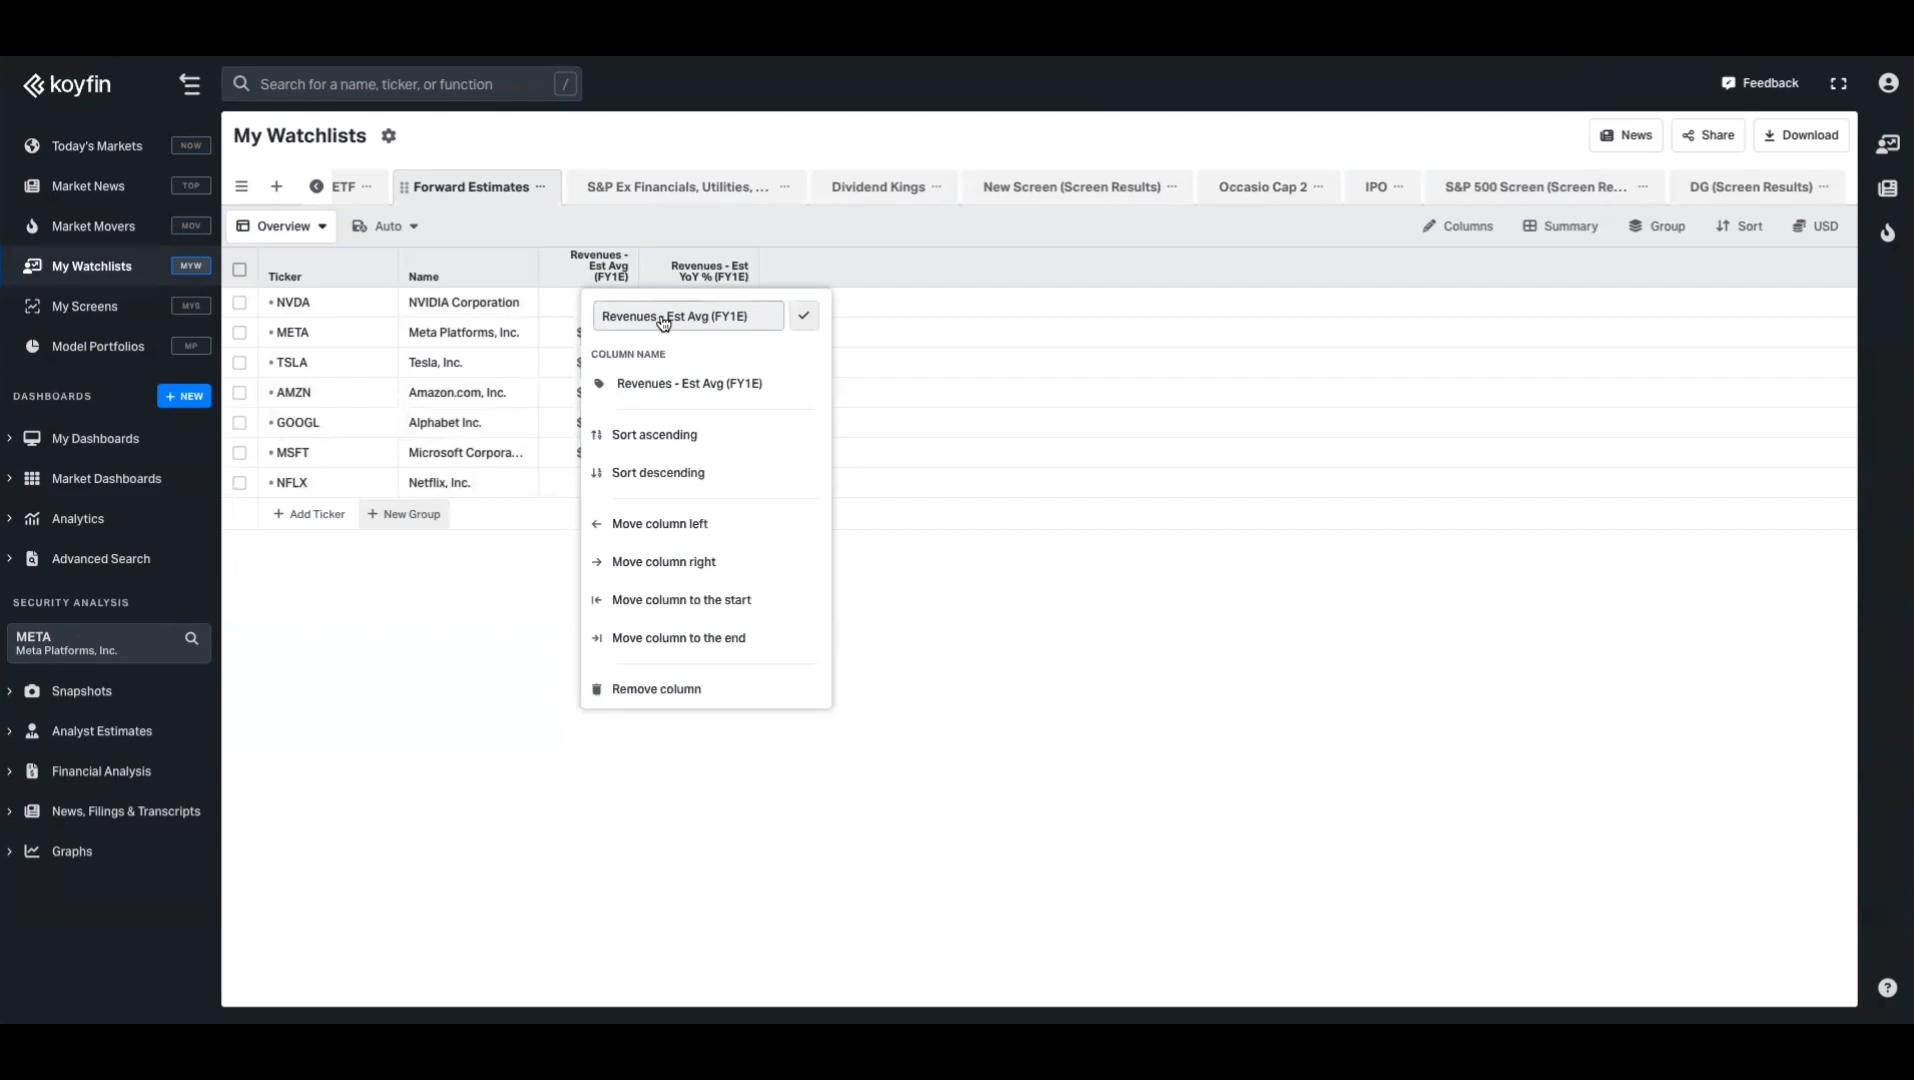 koyfin
Search for a name, ticker, or function /
Feedback
Today's Markets NOW
Market News TOP
Market Movers MOV
My Watchlists MYW
My Screens MYS
Model Portfolios MP
DASHBOARDS + NEW
My Dashboards
Market Dashboards
Analytics
Advanced Search
SECURITY ANALYSIS
META
Meta Platforms, Inc.
Snapshots
Analyst Estimates
Financial Analysis
News, Filings & Transcripts
Graphs
My Watchlists
News Share Download
ETF ... Forward Estimates ... S&P Ex Financials, Utilities, ... ... Dividend Kings ... New Screen (Screen Results) ... Occasio Cap 2 ... IPO ... S&P 500 Screen (Screen Re... ... DG (Screen Results) ...
Overview Auto Columns Summary Group Sort USD
Ticker Name
Revenues -
Est Avg
(FY1E)
Revenues - Est
YoY % (FY1E)
NVDA NVIDIA Corporation
META Meta Platforms, Inc. $
TSLA Tesla, Inc. $
AMZN Amazon.com, Inc. $
GOOGL Alphabet Inc. $
MSFT Microsoft Corpora... $
NFLX Netflix, Inc.
+ Add Ticker + New Group
Revenues - Est Avg (FY1E)
COLUMN NAME
Revenues - Est Avg (FY1E)
Sort ascending
Sort descending
Move column left
Move column right
Move column to the start
Move column to the end
Remove column
?